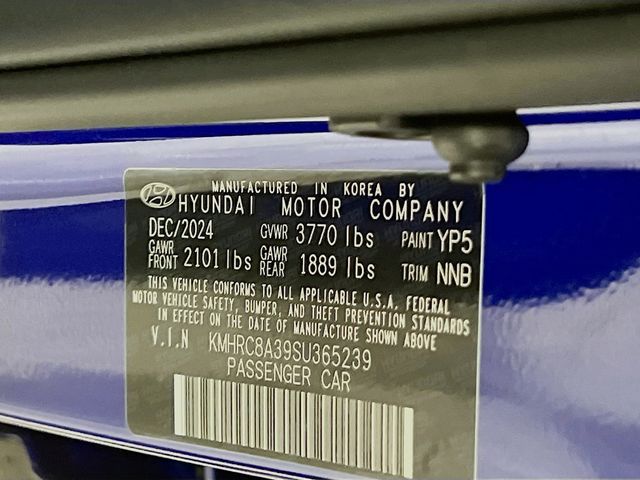 MANUFACTURED IN KOREA BY
HYUNDAI MOTOR COMPANY
DEC/2024 GVWR 3770 lbs PAINT YP5
GAWR FRONT 2101 lbs GAWR REAR 1889 lbs TRIM NNB
THIS VEHICLE CONFORMS TO ALL APPLICABLE U.S.A. FEDERAL
MOTOR VEHICLE SAFETY, BUMPER, AND THEFT PREVENTION STANDARDS
IN EFFECT ON THE DATE OF MANUFACTURE SHOWN ABOVE
V.I.N KMHRC8A39SU365239
PASSENGER CAR